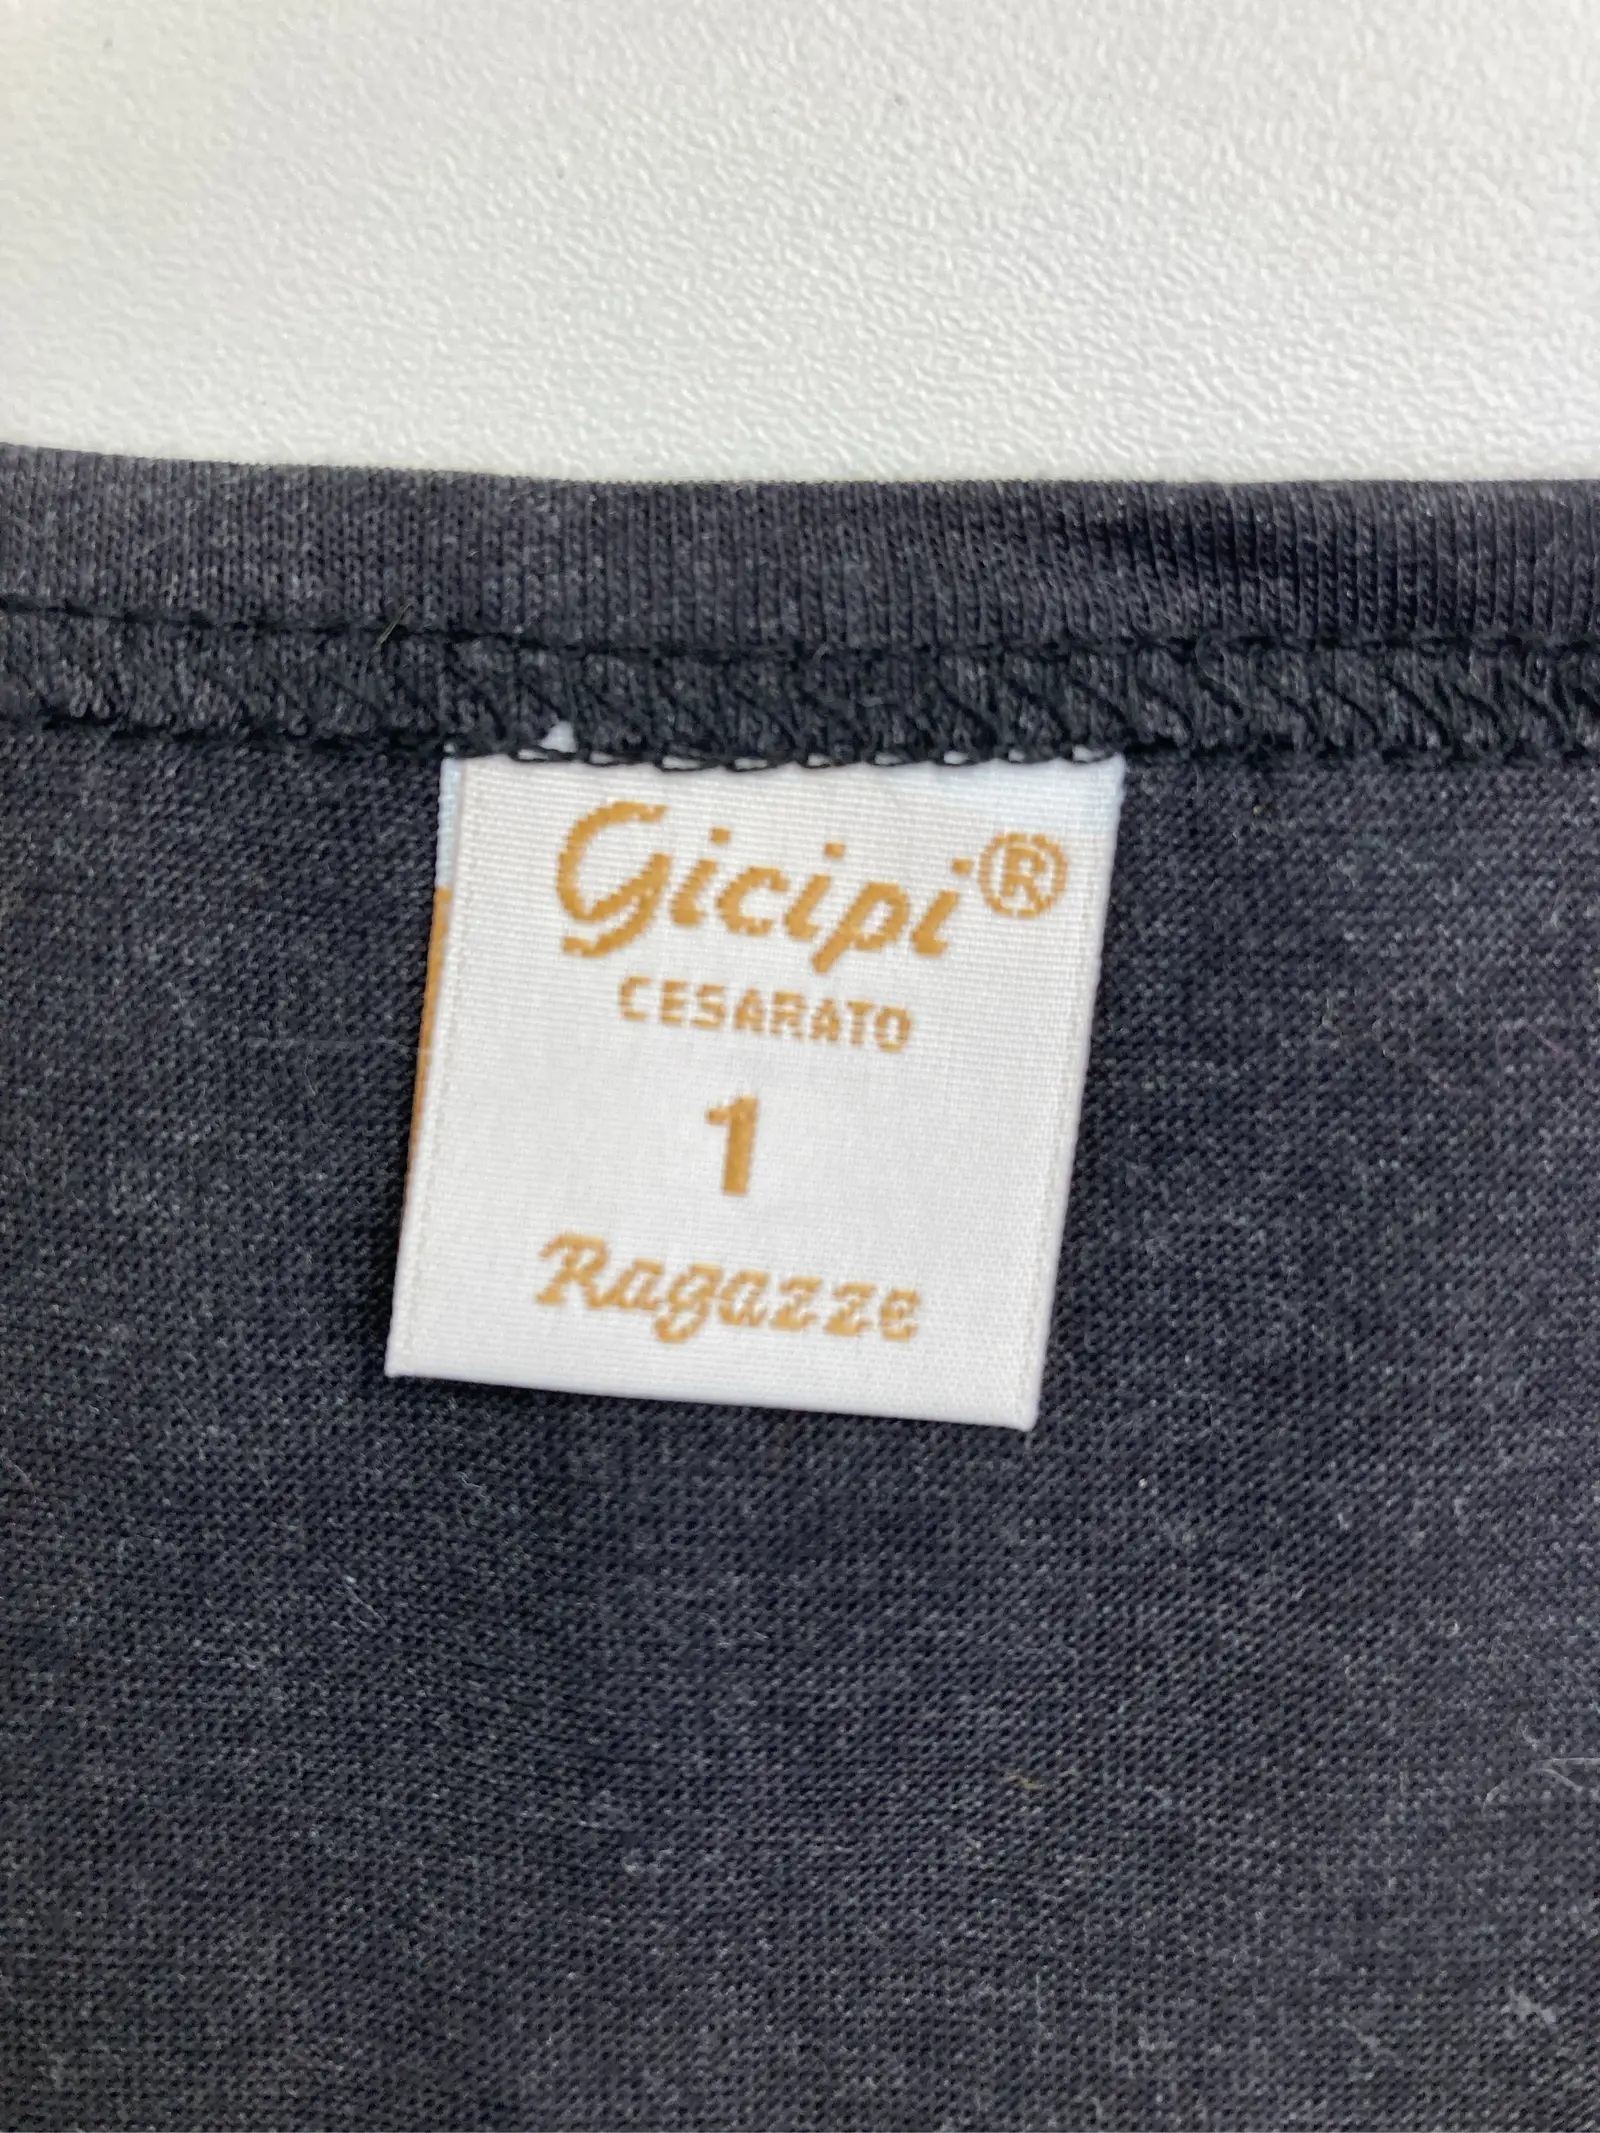 Gicipi®
CESARATO
1
Ragazze